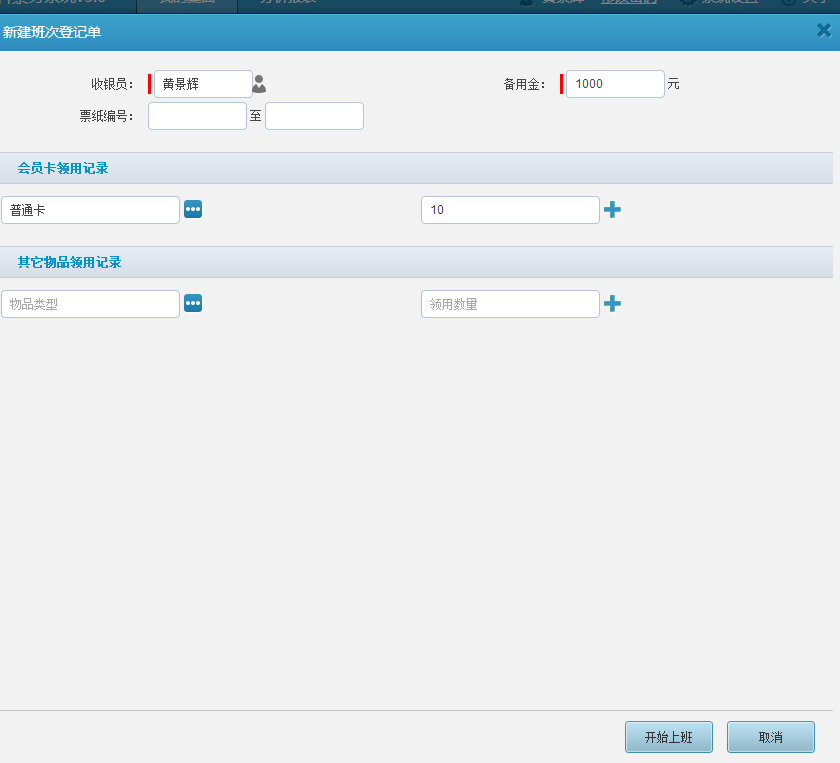 新建班次登记单
收银员： 黄景辉 备用金： 1000 元
票纸编号： 至
会员卡领用记录
普通卡 10
其它物品领用记录
物品类型 领用数量
开始上班 取消